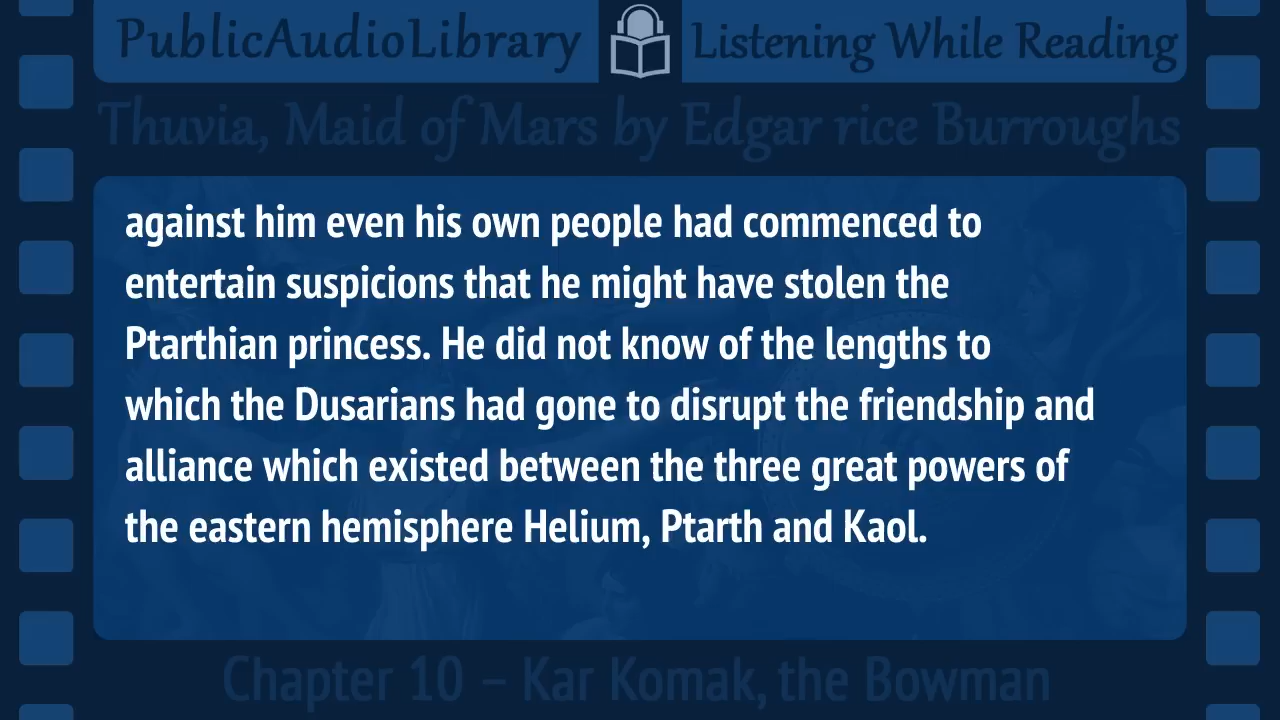 PublicAudioLibrary Listening While Reading
Thuvia, Maid of Mars by Edgar rice Burroughs
against him even his own people had commenced to
entertain suspicions that he might have stolen the
Ptarthian princess. He did not know of the lengths to
which the Dusarians had gone to disrupt the friendship and
alliance which existed between the three great powers of
the eastern hemisphere Helium, Ptarth and Kaol.
Chapter 10 – Kar Komak, the Bowman